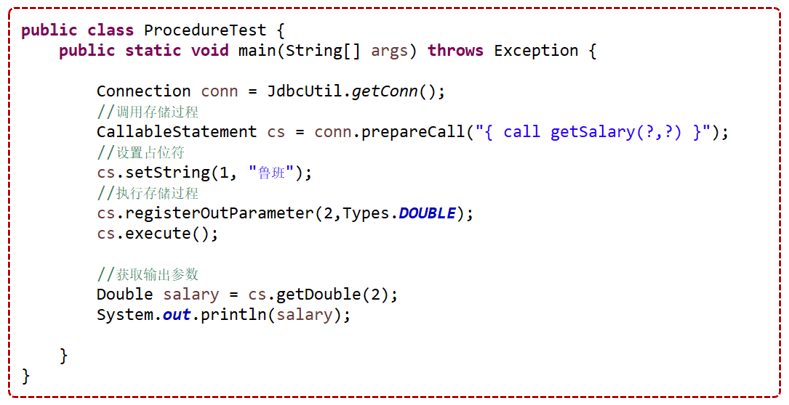 public class ProcedureTest {
public static void main(String[] args) throws Exception {
Connection conn = JdbcUtil.getConn();
//调用存储过程
CallableStatement cs = conn.prepareCall("{ call getSalary(?,?) }");
//设置占位符
cs.setString(1, "鲁班");
//执行存储过程
cs.registerOutParameter(2,Types.DOUBLE);
cs.execute();
//获取输出参数
Double salary = cs.getDouble(2);
System.out.println(salary);
}
}